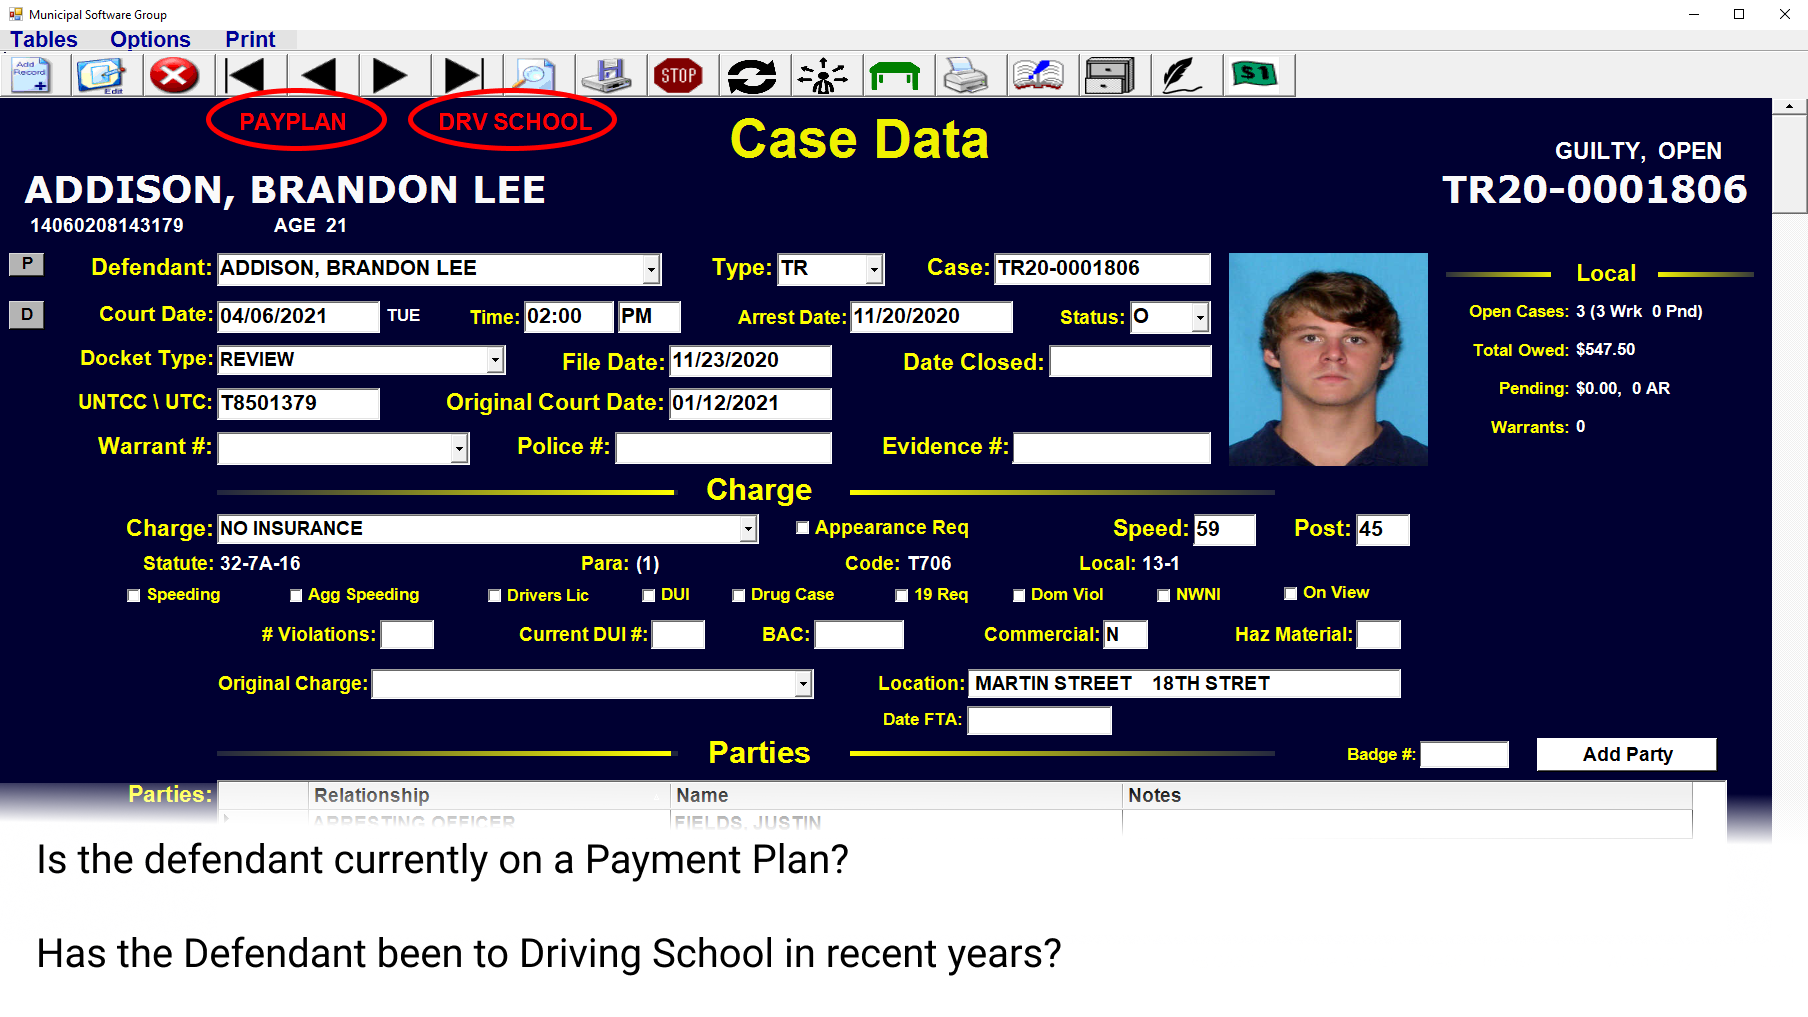 Municipal Software Group
Tables Options Print
Add Record Edit STOP $1
PAYPLAN DRV SCHOOL
Case Data
GUILTY, OPEN
ADDISON, BRANDON LEE
TR20-0001806
14060208143179 AGE 21
P Defendant: ADDISON, BRANDON LEE Type: TR Case: TR20-0001806
Local
D Court Date: 04/06/2021 TUE Time: 02:00 PM Arrest Date: 11/20/2020 Status: O
Open Cases: 3 (3 Wrk 0 Pnd)
Docket Type: REVIEW File Date: 11/23/2020 Date Closed:
Total Owed: $547.50
UNTCC \ UTC: T8501379 Original Court Date: 01/12/2021
Pending: $0.00, 0 AR
Warrant #: Police #: Evidence #:
Warrants: 0
Charge
Charge: NO INSURANCE Appearance Req Speed: 59 Post: 45
Statute: 32-7A-16 Para: (1) Code: T706 Local: 13-1
Speeding Agg Speeding Drivers Lic DUI Drug Case 19 Req Dom Viol NWNI On View
# Violations: Current DUI #: BAC: Commercial: N Haz Material:
Original Charge: Location: MARTIN STREET 18TH STRET
Date FTA:
Parties
Badge #: Add Party
Parties: Relationship Name Notes
ARRESTING OFFICER FIELDS, JUSTIN
Is the defendant currently on a Payment Plan?
Has the Defendant been to Driving School in recent years?